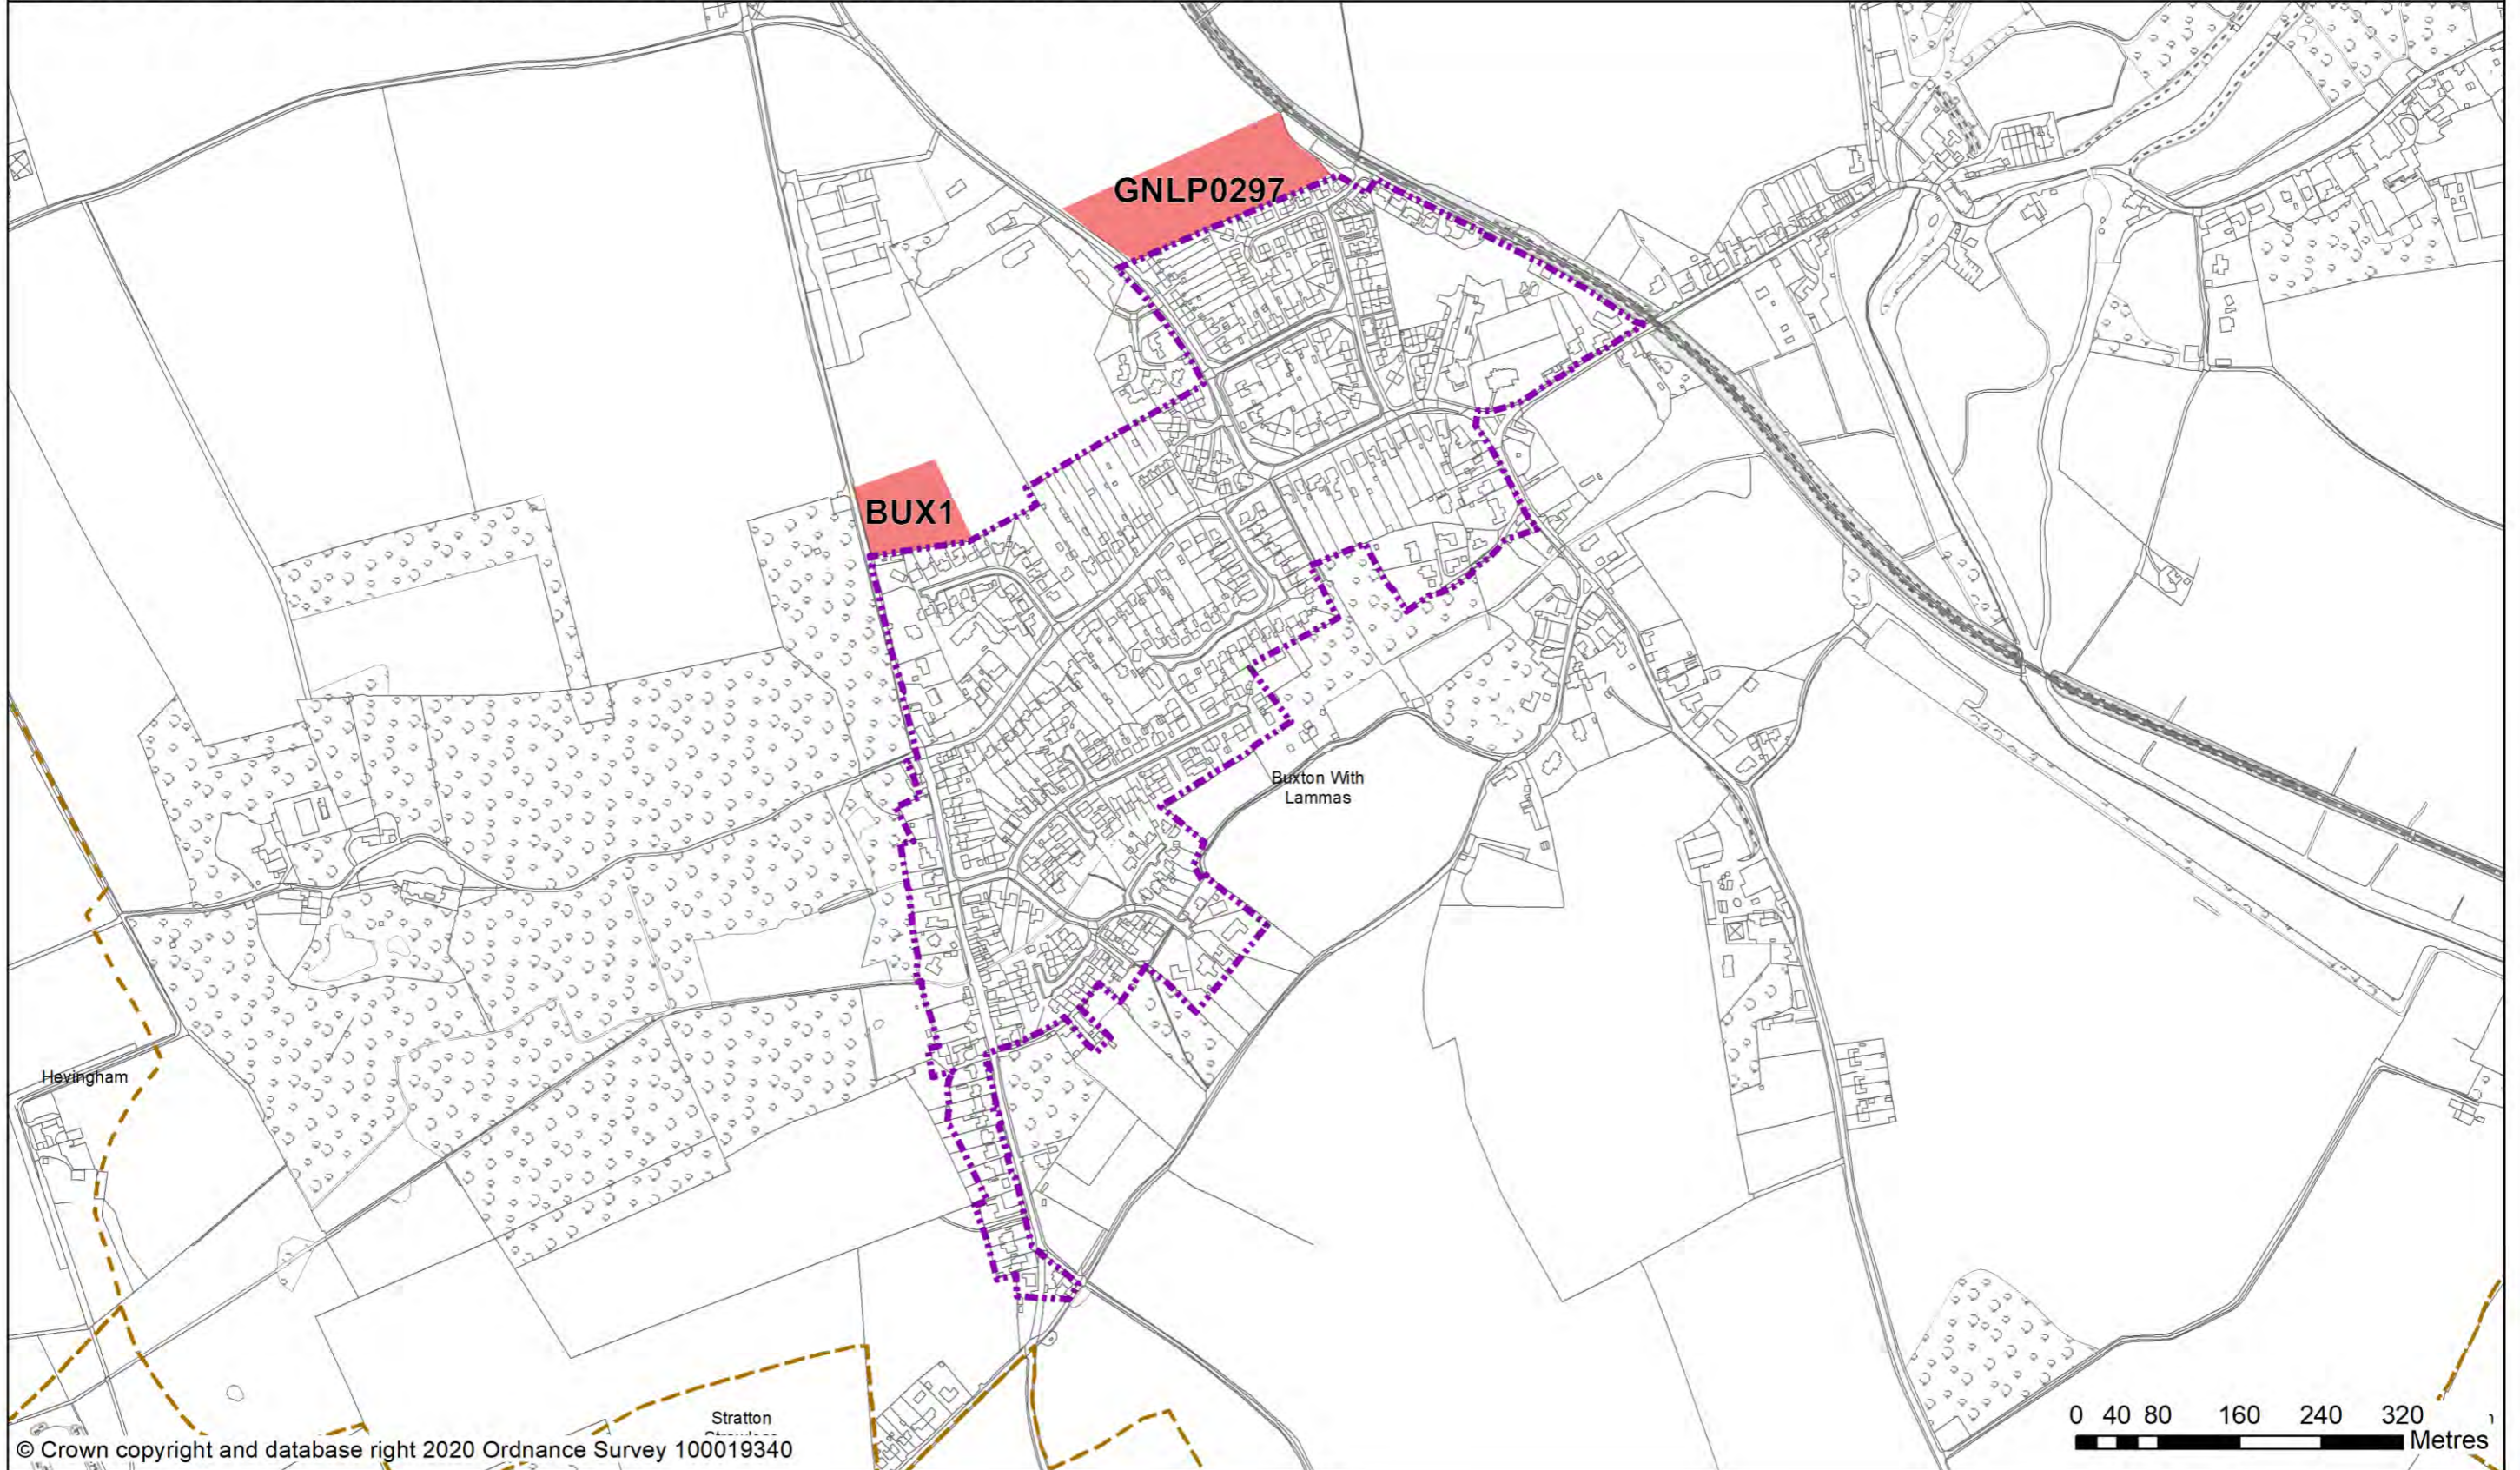 GNLP0297
BUX1
Buxton With
Lammas
Hevingham
Stratton
© Crown copyright and database right 2020 Ordnance Survey 100019340
0 40 80 160 240 320
Metres